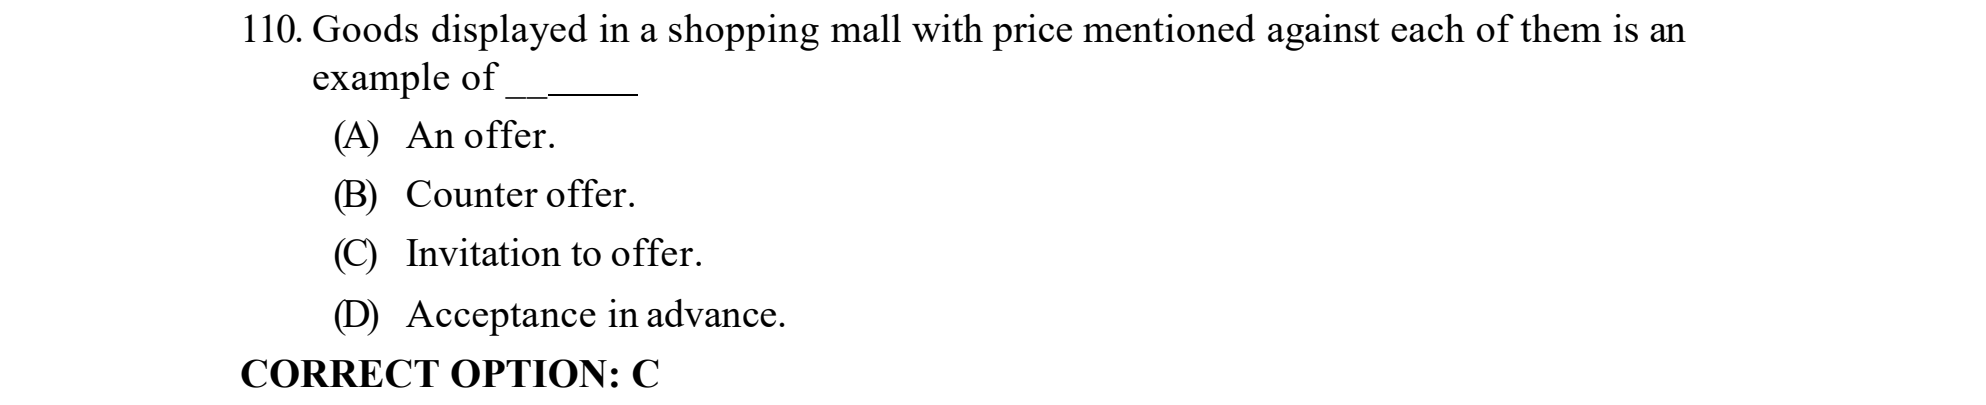 110. Goods displayed in a shopping mall with price mentioned against each of them is an
example of _______
(A) An offer.
(B) Counter offer.
(C) Invitation to offer.
(D) Acceptance in advance.
CORRECT OPTION: C